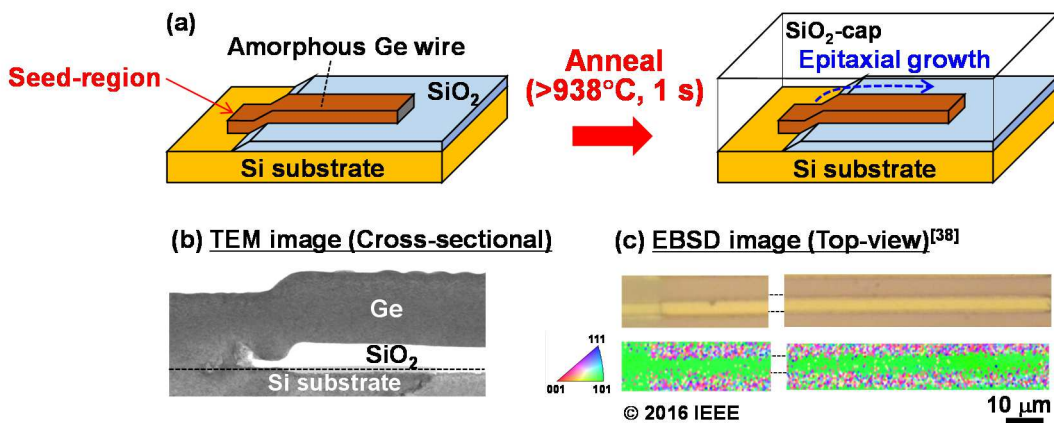 (a)
Amorphous Ge wire
Seed-region
SiO₂
Si substrate
Anneal
(>938°C, 1 s)
SiO₂-cap
Epitaxial growth
Si substrate
(b) TEM image (Cross-sectional)
Ge
SiO₂
Si substrate
(c) EBSD image (Top-view)[38]
111
001
101
© 2016 IEEE
10 μm